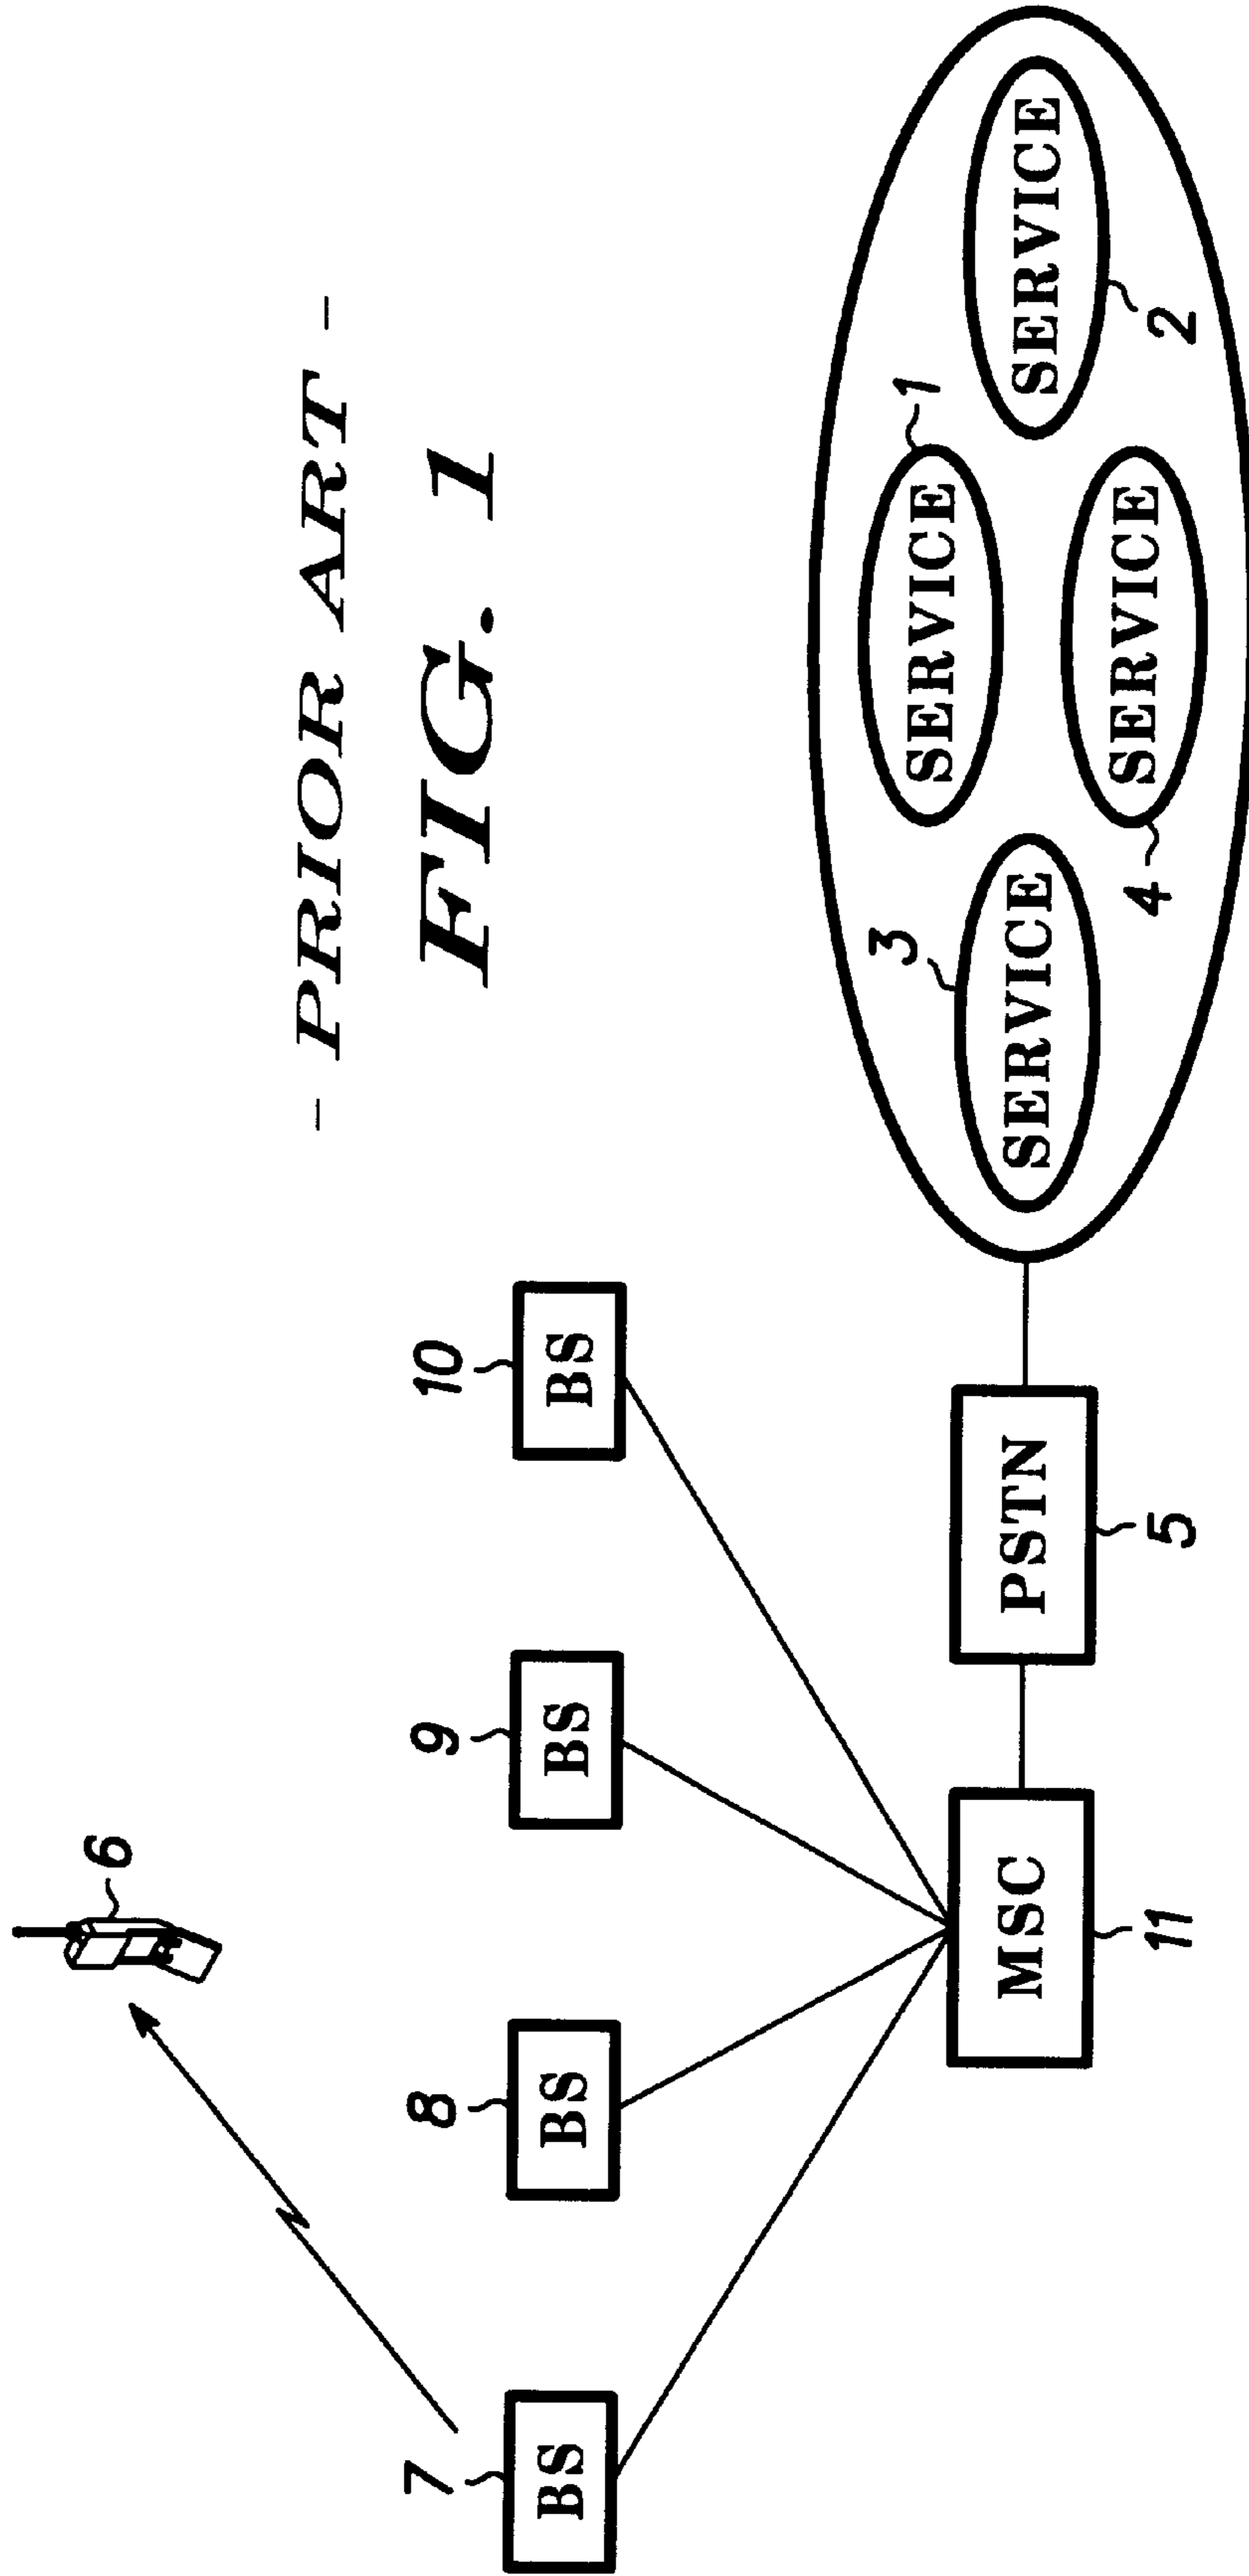 6
- PRIOR ART -
FIG. 1
7
8
9
10
BS
BS
BS
BS
3
1
SERVICE
SERVICE
SERVICE
SERVICE
4
2
MSC
PSTN
11
5